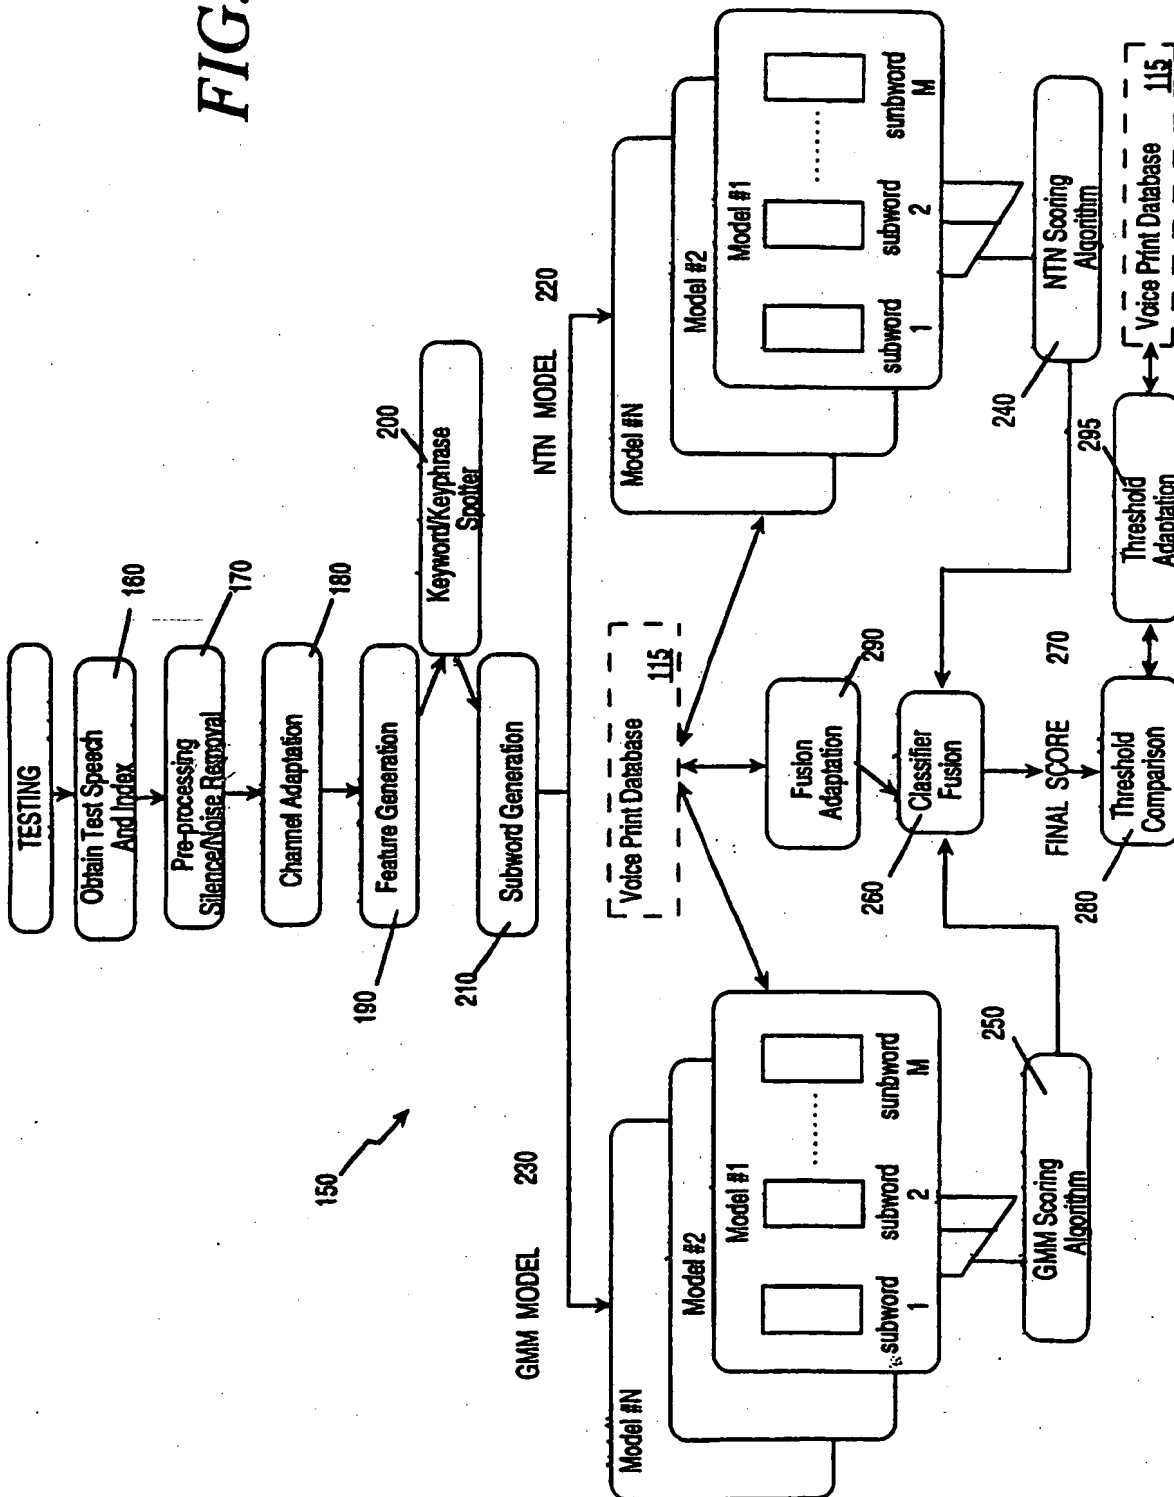 FIG.
TESTING
Obtain Test Speech
And Index
160
Pre-processing
Silence/Noise Removal
170
Channel Adaptation
180
Feature Generation
190
Keyword/Keyphrase
Spotter
200
Subword Generation
210
150
GMM MODEL 230
NTN MODEL 220
Model #N
Model #2
Model #1
subword
1
subword
2
sunbword
M
Voice Print Database
115
Model #N
Model #2
Model #1
subword
1
subword
2
sunbword
M
Fusion
Adaptation
290
Classifier
Fusion
260
GMM Scoring
Algorithm
250
NTN Scoring
Algorithm
240
FINAL SCORE 270
Threshold
Comparison
280
Threshold
Adaptation
295
Voice Print Database
115